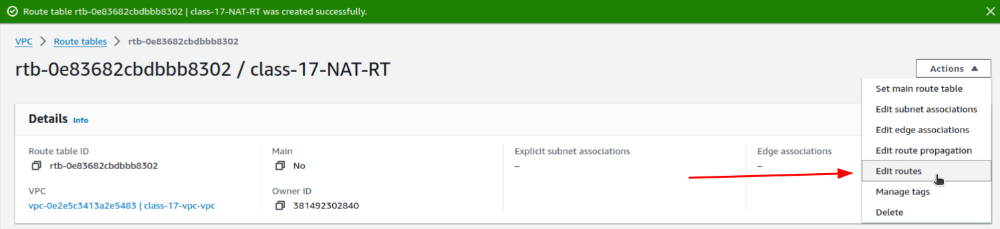 Route table rtb-0e83682cbdbbb8302 | class-17-NAT-RT was created successfully.
VPC > Route tables > rtb-0e83682cbdbbb8302
rtb-0e83682cbdbbb8302 / class-17-NAT-RT
Actions
Set main route table
Edit subnet associations
Edit edge associations
Edit route propagation
Edit routes
Manage tags
Delete
Details Info
Route table ID
rtb-0e83682cbdbbb8302
Main
No
Explicit subnet associations
–
Edge associations
–
VPC
vpc-0e2e5c3413a2e5483 | class-17-vpc-vpc
Owner ID
381492302840